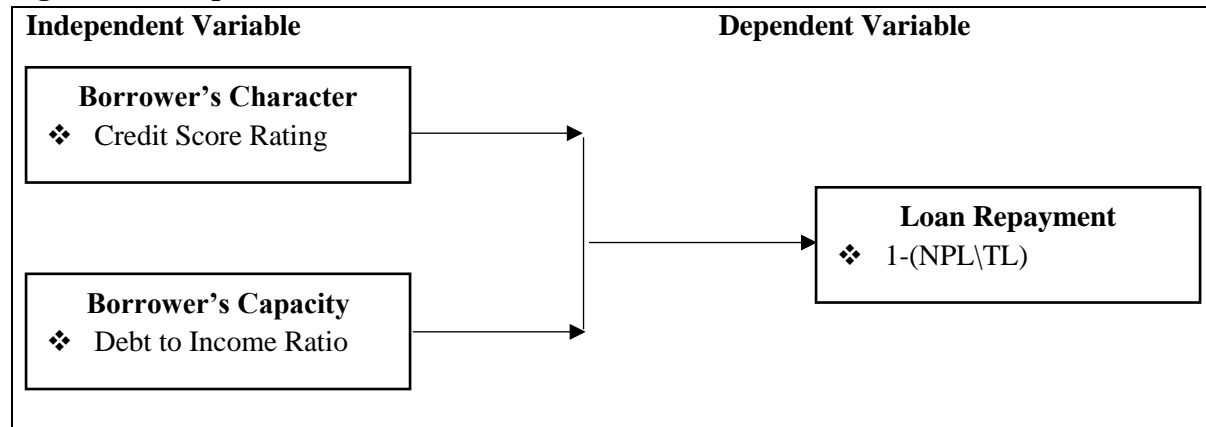 Independent Variable
Dependent Variable
Borrower’s Character
❖ Credit Score Rating
Loan Repayment
❖ 1-(NPL\TL)
Borrower’s Capacity
❖ Debt to Income Ratio